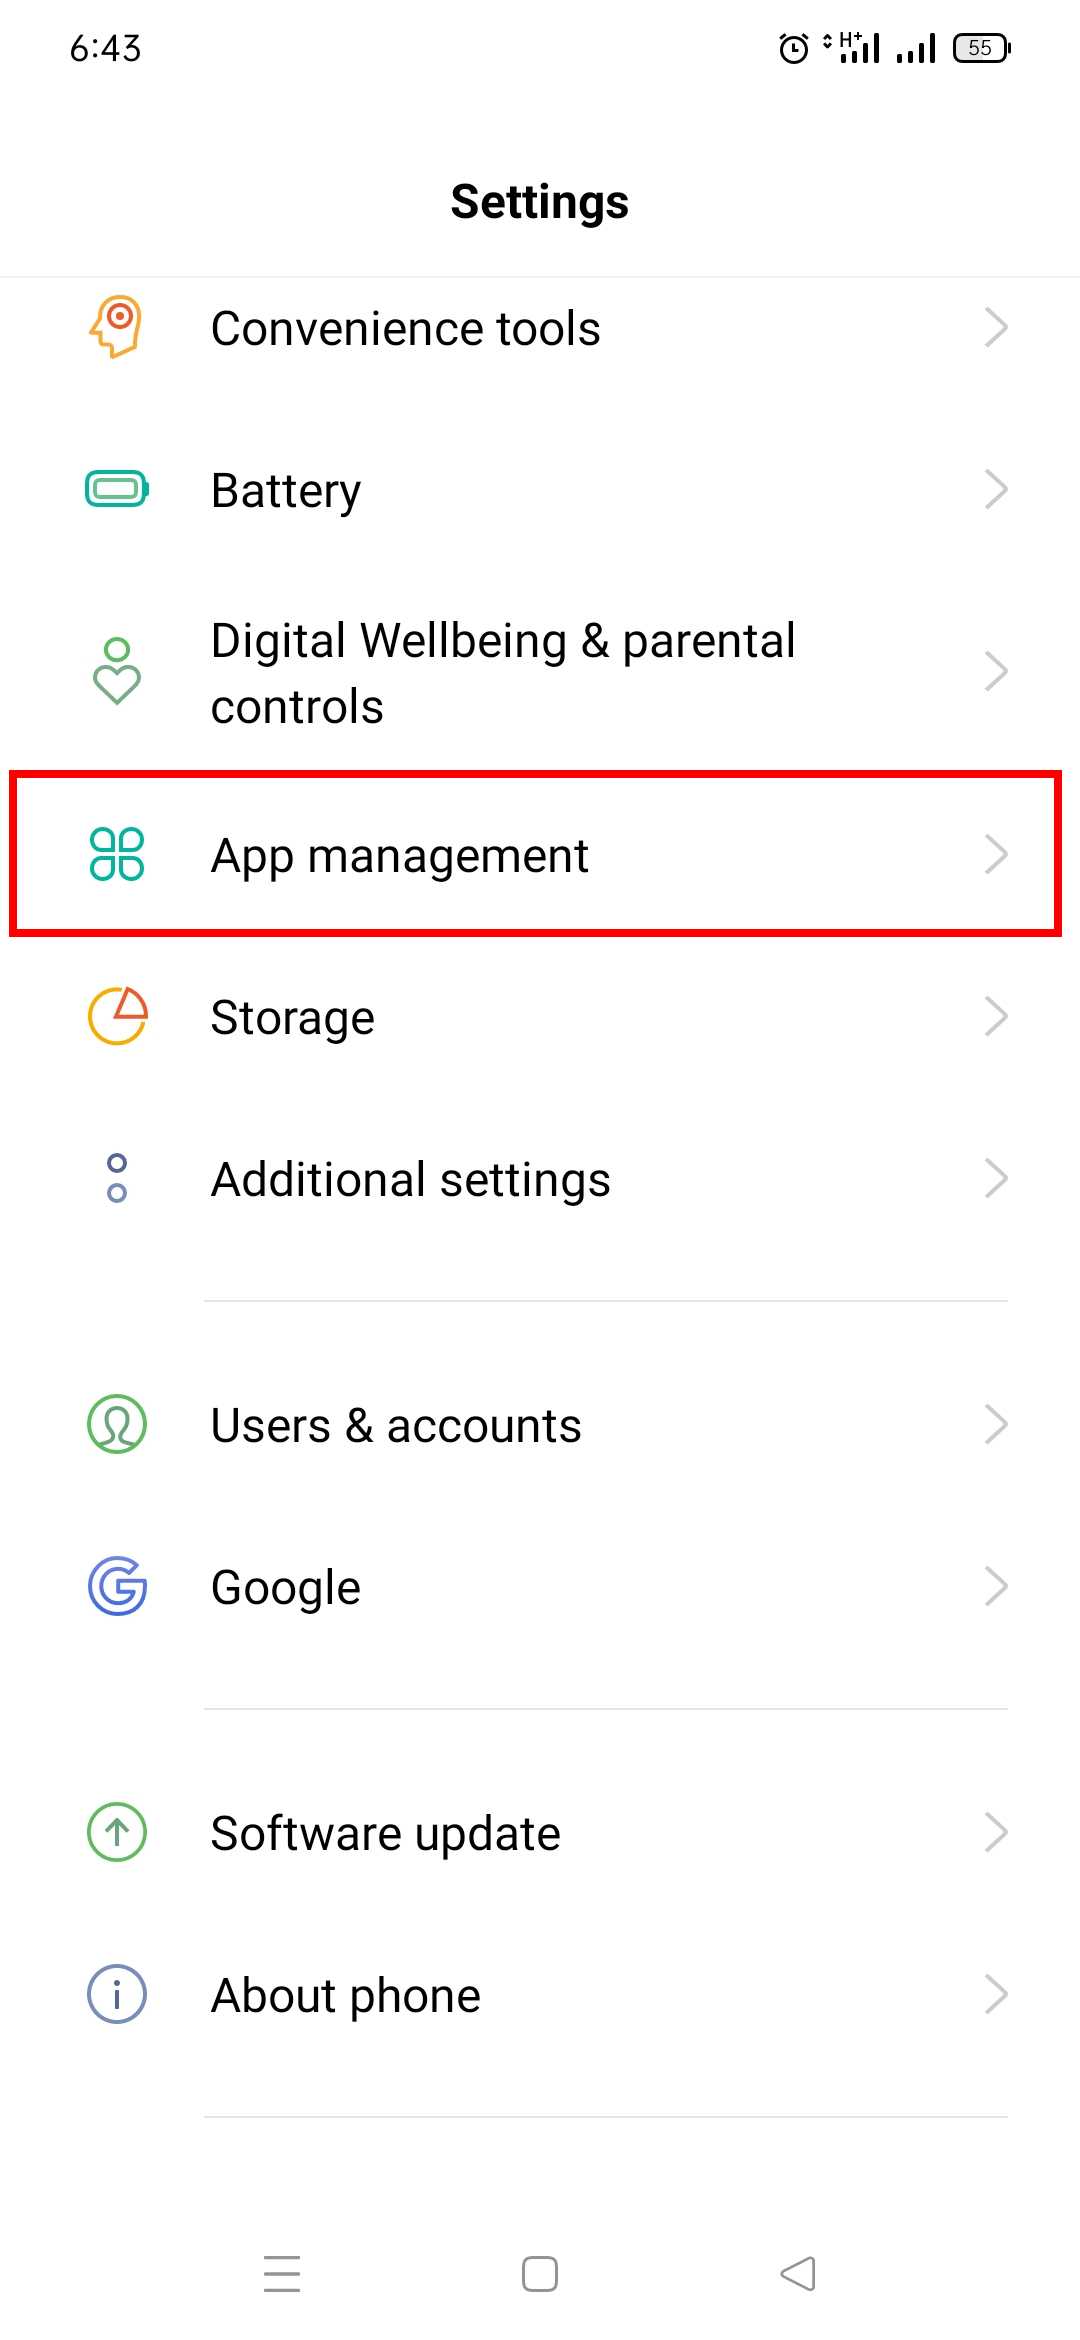 6:43
H+
55
Settings
Convenience tools
Battery
Digital Wellbeing & parental
controls
App management
Storage
Additional settings
Users & accounts
Google
Software update
About phone